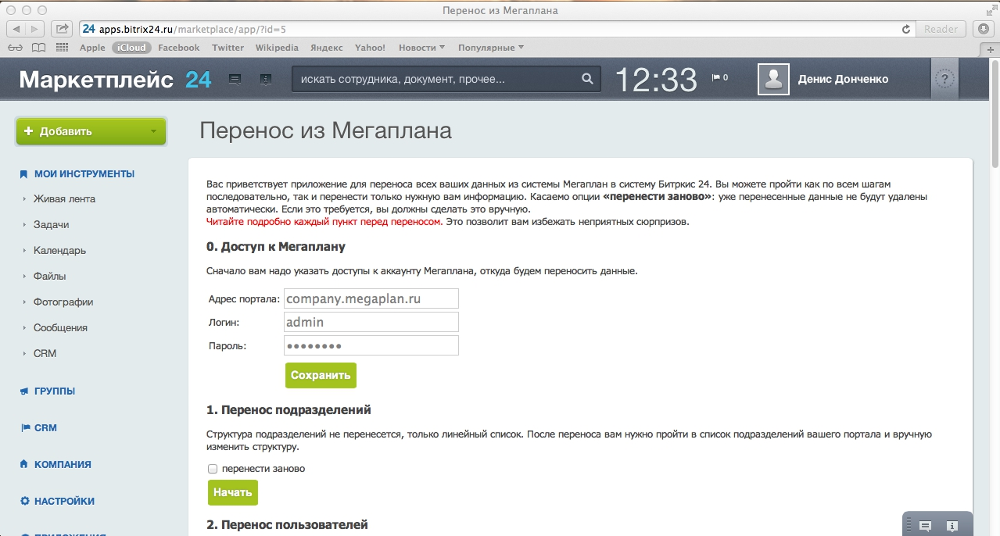 Перенос из Мегаплана
24 apps.bitrix24.ru/marketplace/app/?id=5
Reader
Apple iCloud Facebook Twitter Wikipedia Яндекс Yahoo! Новости Популярные
Маркетплейс 24
искать сотрудника, документ, прочее...
12:33
0
Денис Донченко
?
+ Добавить
Перенос из Мегаплана
МОИ ИНСТРУМЕНТЫ
Живая лента
Задачи
Календарь
Файлы
Фотографии
Сообщения
CRM
ГРУППЫ
CRM
КОМПАНИЯ
НАСТРОЙКИ
ПРИЛОЖЕНИЯ
Вас приветствует приложение для переноса всех ваших данных из системы Мегаплан в систему Битркис 24. Вы можете пройти как по всем шагам
последовательно, так и перенести только нужную вам информацию. Касаемо опции «перенести заново»: уже перенесенные данные не будут удалены
автоматически. Если это требуется, вы должны сделать это вручную.
Читайте подробно каждый пункт перед переносом. Это позволит вам избежать неприятных сюрпризов.
0. Доступ к Мегаплану
Сначало вам надо указать доступы к аккаунту Мегаплана, откуда будем переносить данные.
Адрес портала: company.megaplan.ru
Логин: admin
Пароль: ••••••••
Сохранить
1. Перенос подразделений
Структура подразделений не перенесется, только линейный список. После переноса вам нужно пройти в список подразделений вашего портала и вручную
изменить структуру.
перенести заново
Начать
2. Перенос пользователей